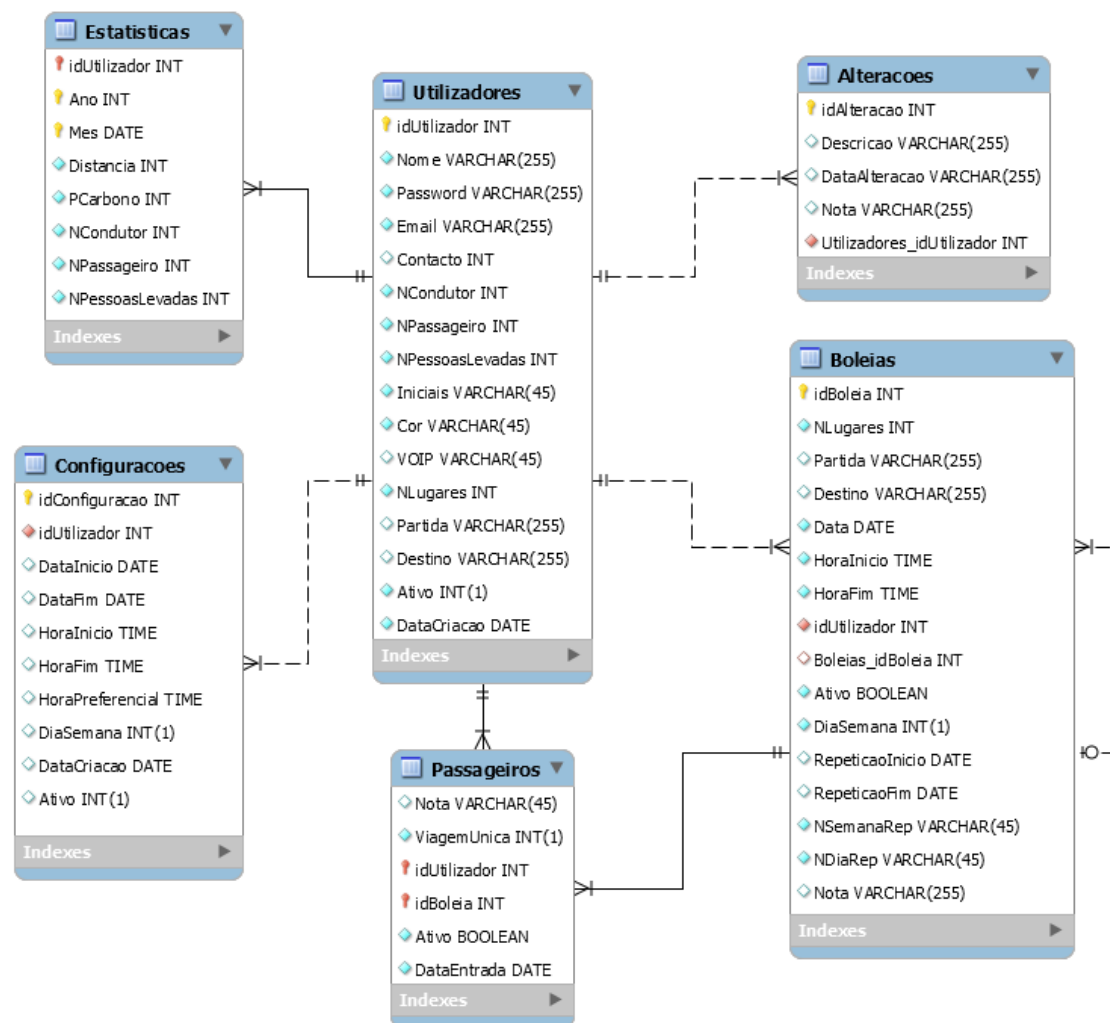 Estatisticas
idUtilizador INT
Ano INT
Mes DATE
Distancia INT
PCarbono INT
NCondutor INT
NPassageiro INT
NPessoasLevadas INT
Indexes
Utilizadores
idUtilizador INT
Nome VARCHAR(255)
Password VARCHAR(255)
Email VARCHAR(255)
Contacto INT
NCondutor INT
NPassageiro INT
NPessoasLevadas INT
Iniciais VARCHAR(45)
Cor VARCHAR(45)
VOIP VARCHAR(45)
NLugares INT
Partida VARCHAR(255)
Destino VARCHAR(255)
Ativo INT(1)
DataCriacao DATE
Indexes
Alteracoes
idAlteracao INT
Descricao VARCHAR(255)
DataAlteracao VARCHAR(255)
Nota VARCHAR(255)
Utilizadores_idUtilizador INT
Indexes
Configuracoes
idConfiguracao INT
idUtilizador INT
DataInicio DATE
DataFim DATE
HoraInicio TIME
HoraFim TIME
HoraPreferencial TIME
DiaSemana INT(1)
DataCriacao DATE
Ativo INT(1)
Indexes
Boleias
idBoleia INT
NLugares INT
Partida VARCHAR(255)
Destino VARCHAR(255)
Data DATE
HoraInicio TIME
HoraFim TIME
idUtilizador INT
Boleias_idBoleia INT
Ativo BOOLEAN
DiaSemana INT(1)
RepeticaoInicio DATE
RepeticaoFim DATE
NSemanaRep VARCHAR(45)
NDiaRep VARCHAR(45)
Nota VARCHAR(255)
Indexes
Passageiros
Nota VARCHAR(45)
ViagemUnica INT(1)
idUtilizador INT
idBoleia INT
Ativo BOOLEAN
DataEntrada DATE
Indexes